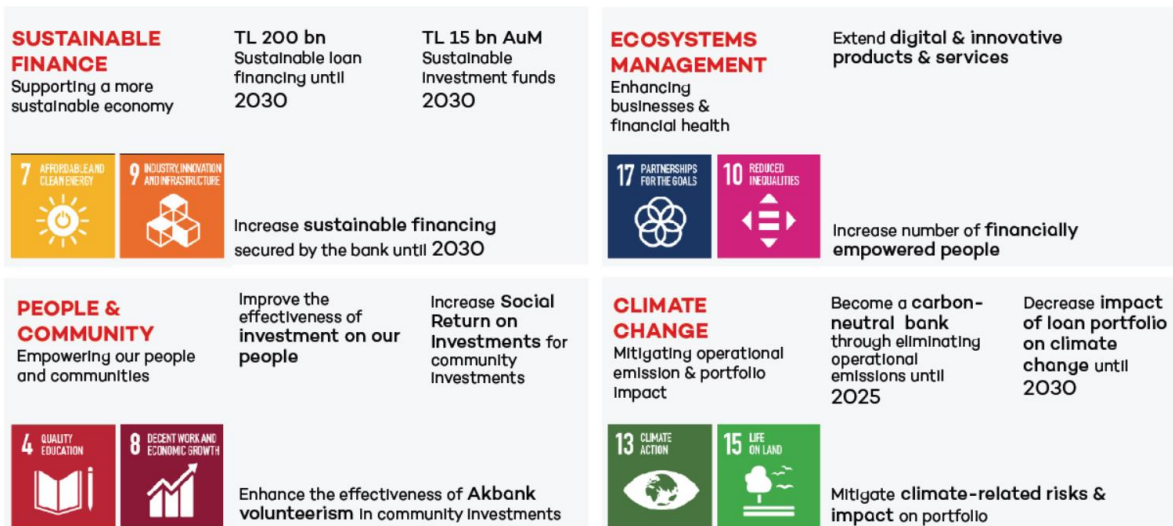 SUSTAINABLE
FINANCE
Supporting a more
sustainable economy
TL 200 bn
Sustainable loan
financing until
2030
TL 15 bn AuM
Sustainable
investment funds
2030
7 AFFORDABLE AND
CLEAN ENERGY
9 INDUSTRY, INNOVATION
AND INFRASTRUCTURE
Increase sustainable financing
secured by the bank until 2030
ECOSYSTEMS
MANAGEMENT
Enhancing
businesses &
financial health
Extend digital & innovative
products & services
17 PARTNERSHIPS
FOR THE GOALS
10 REDUCED
INEQUALITIES
Increase number of financially
empowered people
PEOPLE &
COMMUNITY
Empowering our people
and communities
Improve the
effectiveness of
investment on our
people
Increase Social
Return on
Investments for
community
investments
4 QUALITY
EDUCATION
8 DECENT WORK AND
ECONOMIC GROWTH
Enhance the effectiveness of Akbank
volunteerism in community investments
CLIMATE
CHANGE
Mitigating operational
emission & portfolio
impact
Become a carbon-
neutral bank
through eliminating
operational
emissions until
2025
Decrease impact
of loan portfolio
on climate
change until
2030
13 CLIMATE
ACTION
15 LIFE
ON LAND
Mitigate climate-related risks &
impact on portfolio